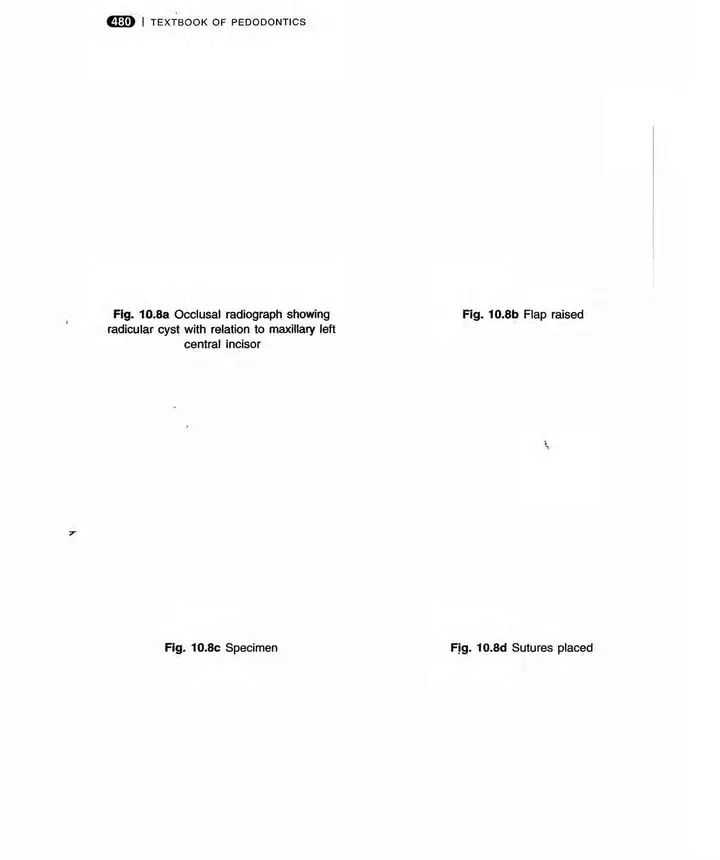 480 | TEXTBOOK OF PEDODONTICS
Fig. 10.8a Occlusal radiograph showing
radicular cyst with relation to maxillary left
central incisor
Fig. 10.8b Flap raised
Fig. 10.8c Specimen
Fig. 10.8d Sutures placed